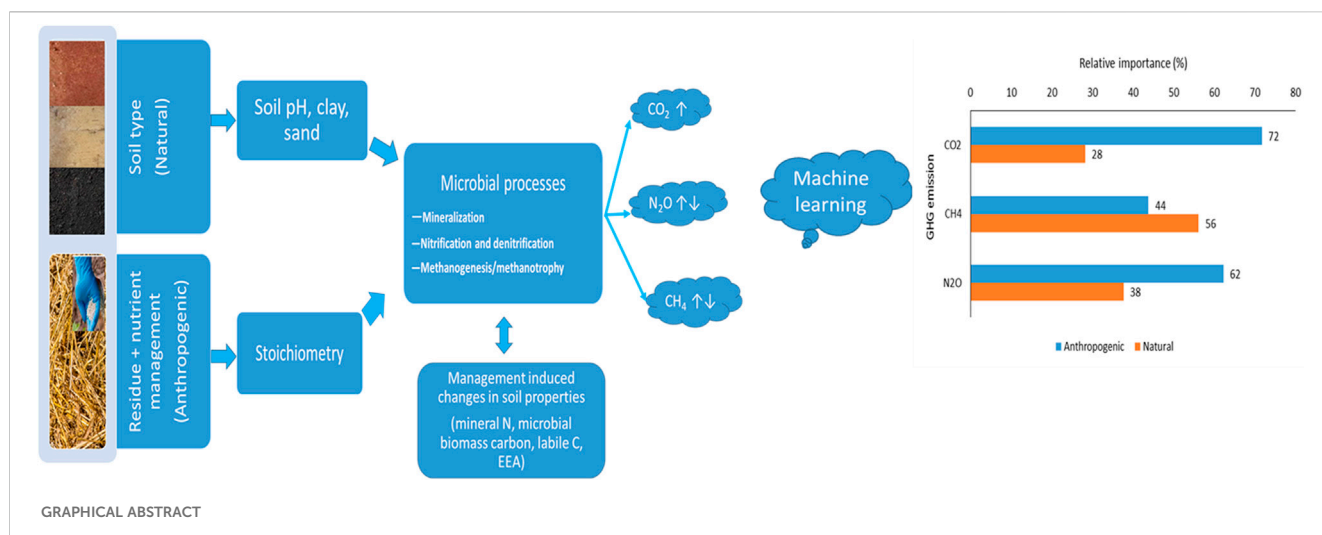 Soil type
(Natural)
Residue + nutrient
management
(Anthropogenic)
Soil pH, clay,
sand
Stoichiometry
Microbial processes
—Mineralization
—Nitrification and denitrification
—Methanogenesis/methanotrophy
Management induced
changes in soil properties
(mineral N, microbial
biomass carbon, labile C,
EEA)
CO₂ ↑
N₂O ↑↓
CH₄ ↑↓
Machine
learning
Relative importance (%)
0 10 20 30 40 50 60 70 80
GHG emission
CO2
72
28
CH4
44
56
N2O
62
38
Anthropogenic Natural
GRAPHICAL ABSTRACT